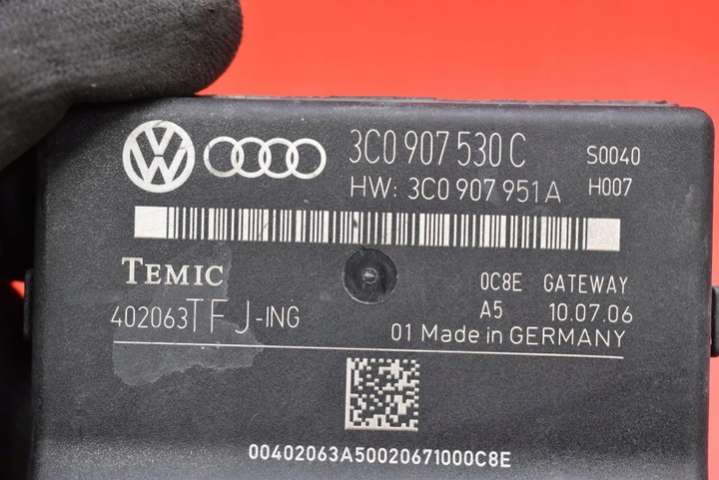 3C0 907 530 C S0040
HW: 3C0 907 951 A H007
TEMIC
0C8E GATEWAY
402063TFJ-ING A5 10.07.06
01 Made in GERMANY
00402063A50020671000C8E